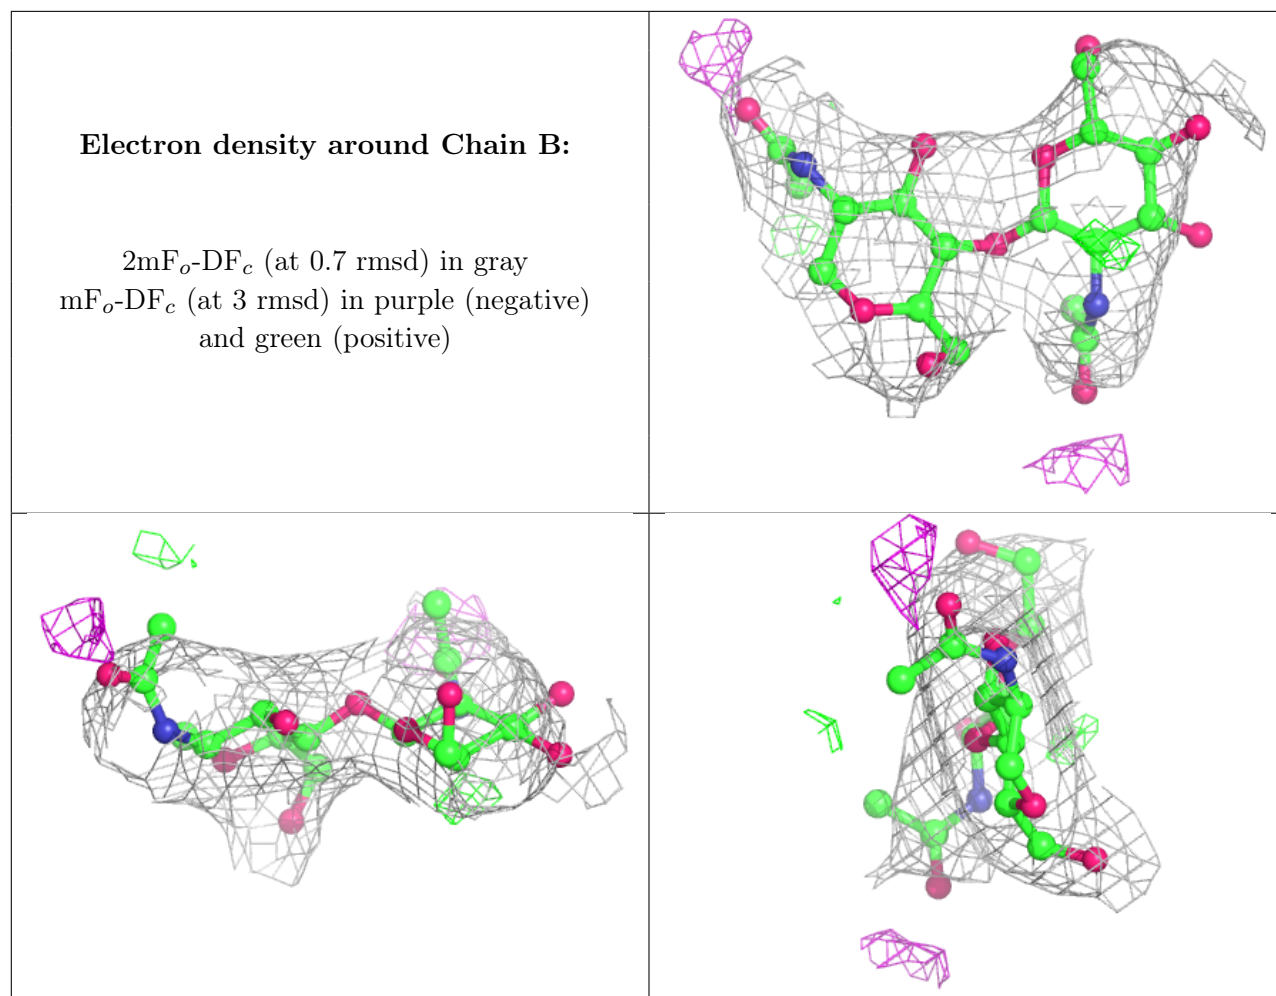 Electron density around Chain B:
2mFₒ-DF𝒸 (at 0.7 rmsd) in gray
mFₒ-DF𝒸 (at 3 rmsd) in purple (negative)
and green (positive)